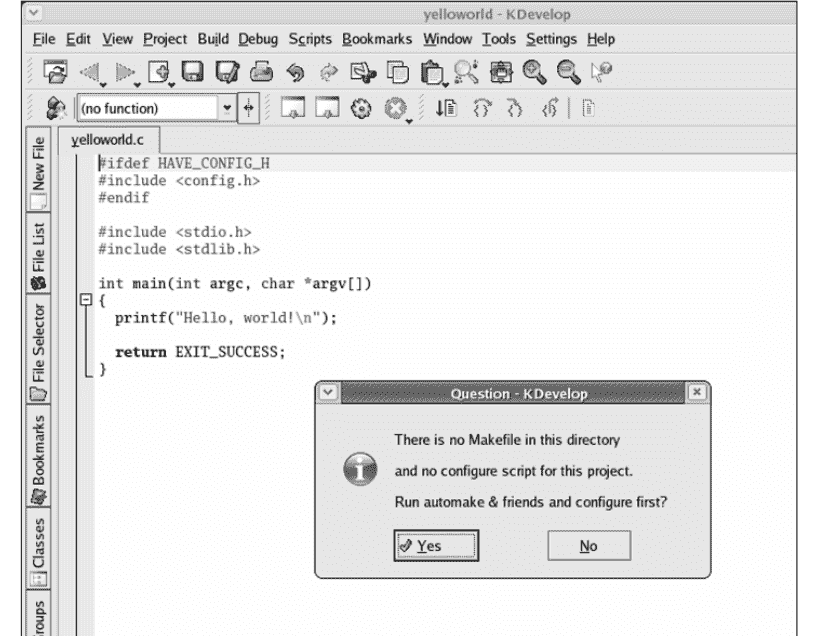 yelloworld - KDevelop
File Edit View Project Build Debug Scripts Bookmarks Window Tools Settings Help
(no function)
yelloworld.c
New File
File List
File Selector
Bookmarks
Classes
#ifdef HAVE_CONFIG_H
#include <config.h>
#endif
#include <stdio.h>
#include <stdlib.h>
int main(int argc, char *argv[])
{
printf("Hello, world!\n");
return EXIT_SUCCESS;
}
Question - KDevelop
There is no Makefile in this directory
and no configure script for this project.
Run automake & friends and configure first?
Yes No